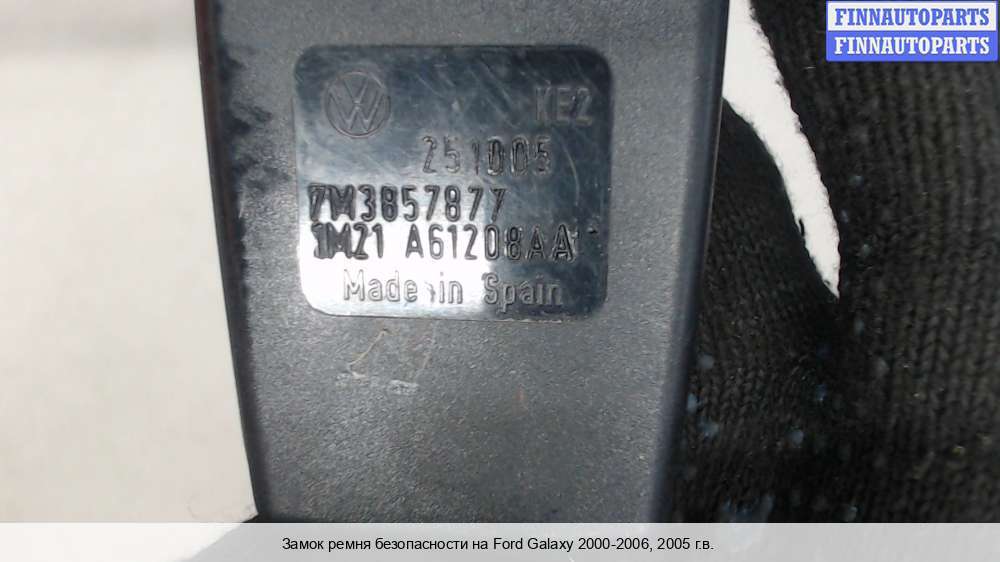 FINNAUTOPARTS
FINNAUTOPARTS
KE2
251005
7M3857877
1M21 A61208AA
Made in Spain
Замок ремня безопасности на Ford Galaxy 2000-2006, 2005 г.в.